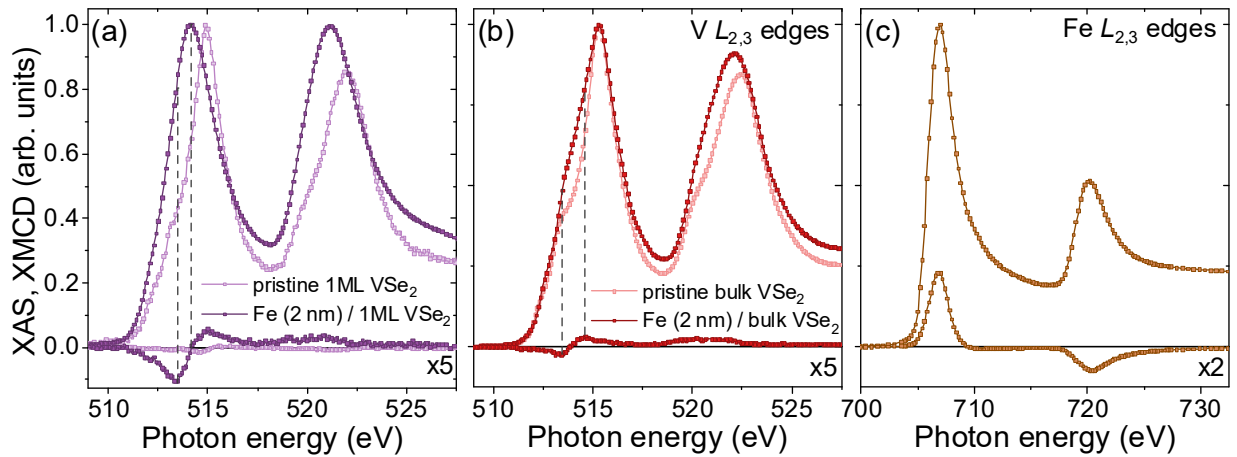 (a)
(b) V L2,3 edges
(c) Fe L2,3 edges
XAS, XMCD (arb. units)
1.0
0.8
0.6
0.4
0.2
0.0
pristine 1ML VSe2
Fe (2 nm) / 1ML VSe2
x5
pristine bulk VSe2
Fe (2 nm) / bulk VSe2
x5
x2
510 515 520 525
510 515 520 525
700 710 720 730
Photon energy (eV)
Photon energy (eV)
Photon energy (eV)